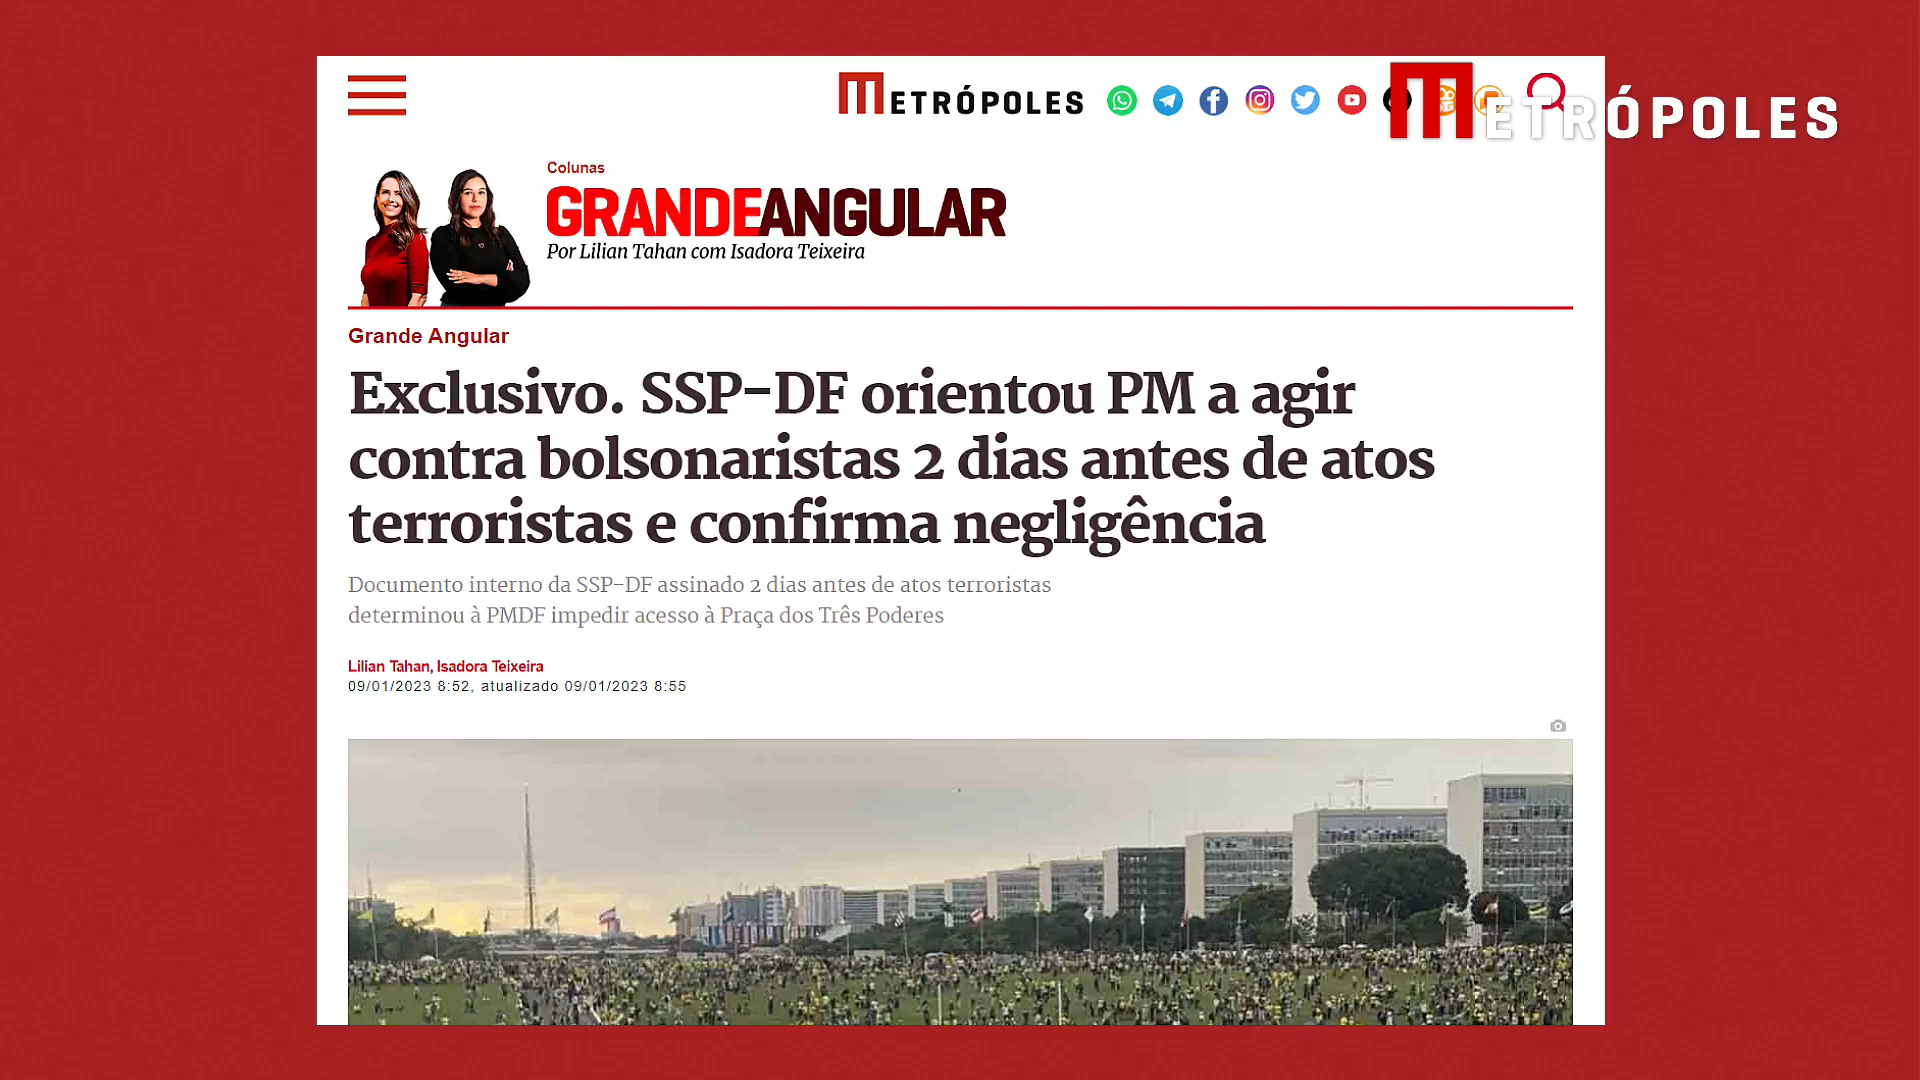 METRÓPOLES
METRÓPOLES
Colunas
GRANDEANGULAR
Por Lilian Tahan com Isadora Teixeira
Grande Angular
Exclusivo. SSP-DF orientou PM a agir
contra bolsonaristas 2 dias antes de atos
terroristas e confirma negligência
Documento interno da SSP-DF assinado 2 dias antes de atos terroristas
determinou à PMDF impedir acesso à Praça dos Três Poderes
Lilian Tahan, Isadora Teixeira
09/01/2023 8:52, atualizado 09/01/2023 8:55